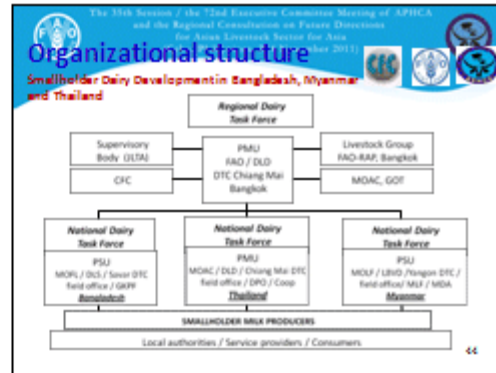 The 35th Session / the 72nd Executive Committee Meeting of APHCA
and the Regional Consultation on Future Directions
for Asian Livestock Sector for Asia
2011)
Organizational structure
Smallholder Dairy Development in Bangladesh, Myanmar
and Thailand
Regional Dairy
Task Force
Supervisory
Body (JLTA)
PMU
FAO / DLD
DTC Chiang Mai
Bangkok
Livestock Group
FAO-RAP, Bangkok
CFC
MOAC, GOT
National Dairy
Task Force
PSU
MOFL / DLS / Savar DTC
field office / GKPF
Bangladesh
National Dairy
Task Force
PMU
MOAC / DLD / Chiang Mai DTC
field office / DPO / Coop
Thailand
National Dairy
Task Force
PSU
MOLF / LBVD /Yangon DTC /
field office/ MLF / MDA
Myanmar
SMALLHOLDER MILK PRODUCERS
Local authorities / Service providers / Consumers
44